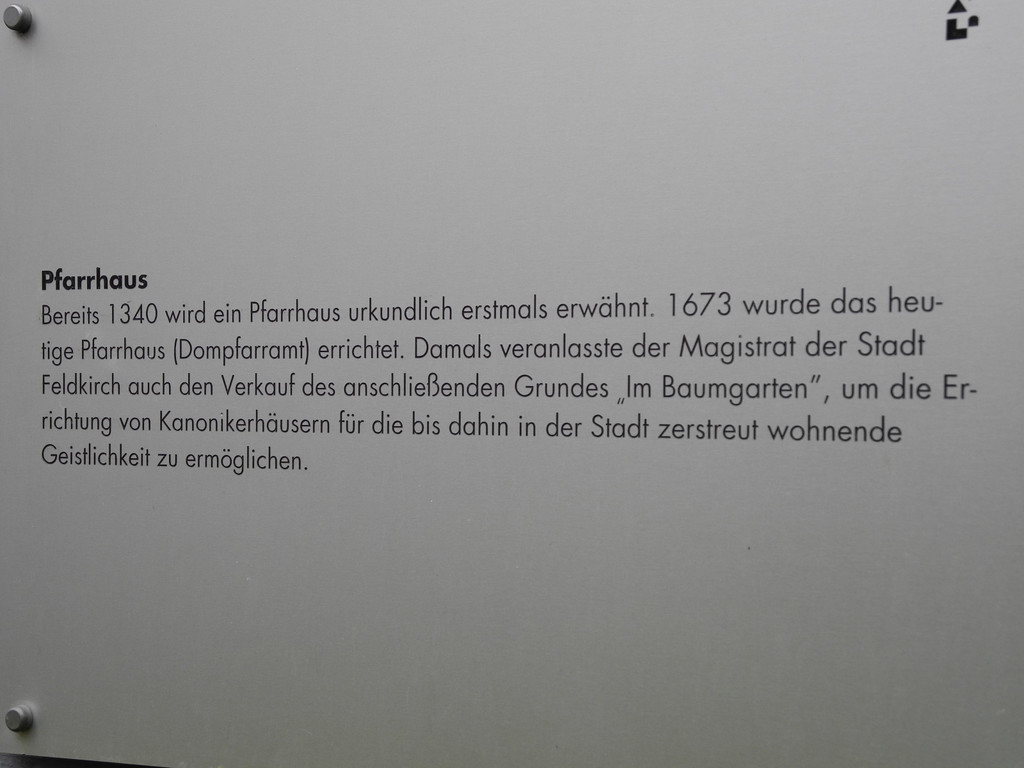 Pfarrhaus
Bereits 1340 wird ein Pfarrhaus urkundlich erstmals erwähnt. 1673 wurde das heu-
tige Pfarrhaus (Dompfarramt) errichtet. Damals veranlasste der Magistrat der Stadt
Feldkirch auch den Verkauf des anschließenden Grundes „Im Baumgarten”, um die Er-
richtung von Kanonikerhäusern für die bis dahin in der Stadt zerstreut wohnende
Geistlichkeit zu ermöglichen.